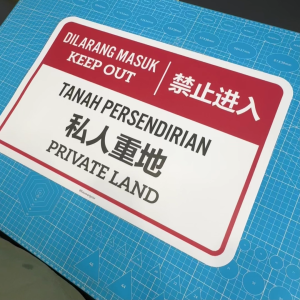 DILARANG MASUK
KEEP OUT
禁止进入
TANAH PERSENDIRIAN
私人重地
PRIVATE LAND